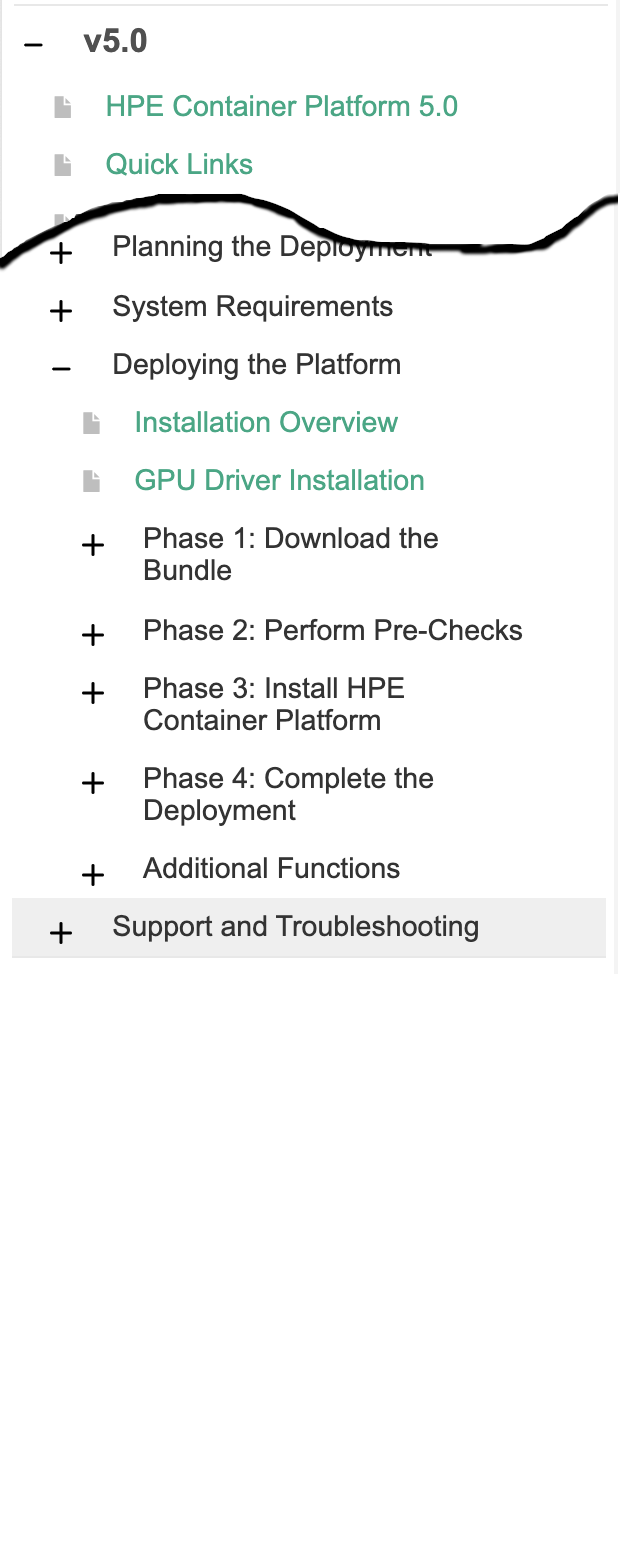 v5.0
HPE Container Platform 5.0
Quick Links
Planning the Deployment
System Requirements
Deploying the Platform
Installation Overview
GPU Driver Installation
Phase 1: Download the
Bundle
Phase 2: Perform Pre-Checks
Phase 3: Install HPE
Container Platform
Phase 4: Complete the
Deployment
Additional Functions
Support and Troubleshooting